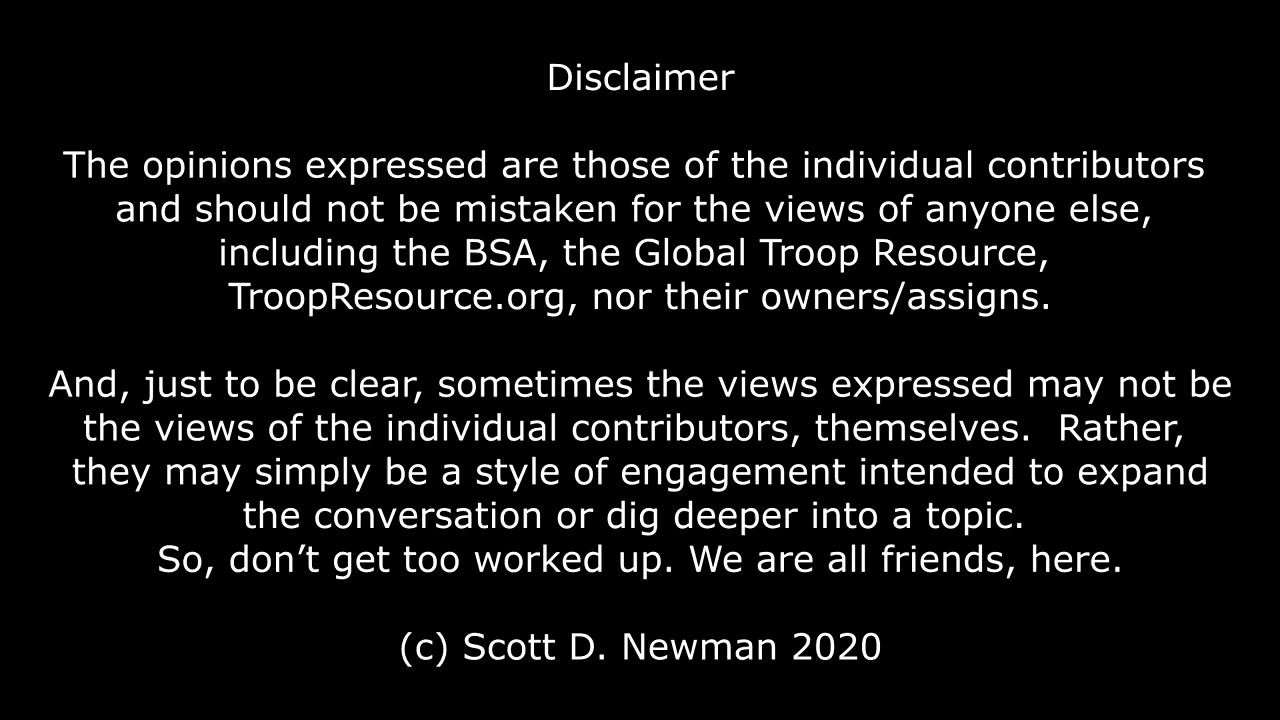 Disclaimer
The opinions expressed are those of the individual contributors
and should not be mistaken for the views of anyone else,
including the BSA, the Global Troop Resource,
TroopResource.org, nor their owners/assigns.
And, just to be clear, sometimes the views expressed may not be
the views of the individual contributors, themselves.  Rather,
they may simply be a style of engagement intended to expand
the conversation or dig deeper into a topic.
So, don’t get too worked up. We are all friends, here.
(c) Scott D. Newman 2020